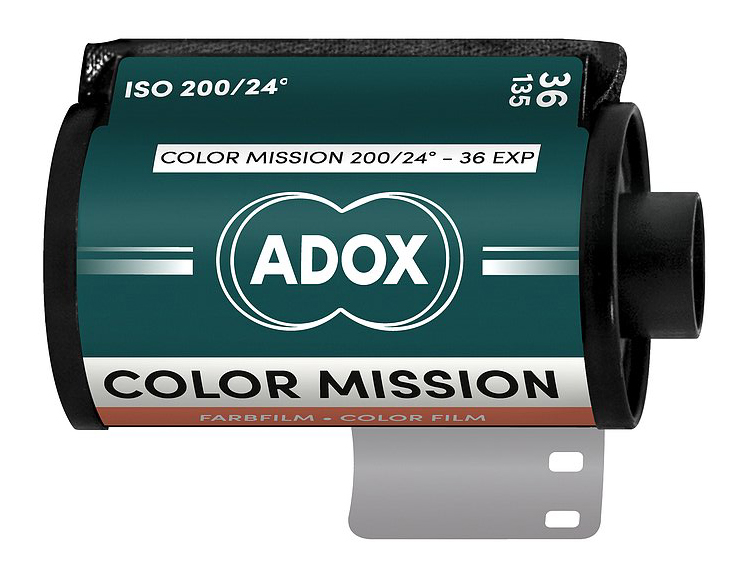 ISO 200/24°
36
135
COLOR MISSION 200/24° – 36 EXP
ADOX
COLOR MISSION
FARBFILM • COLOR FILM